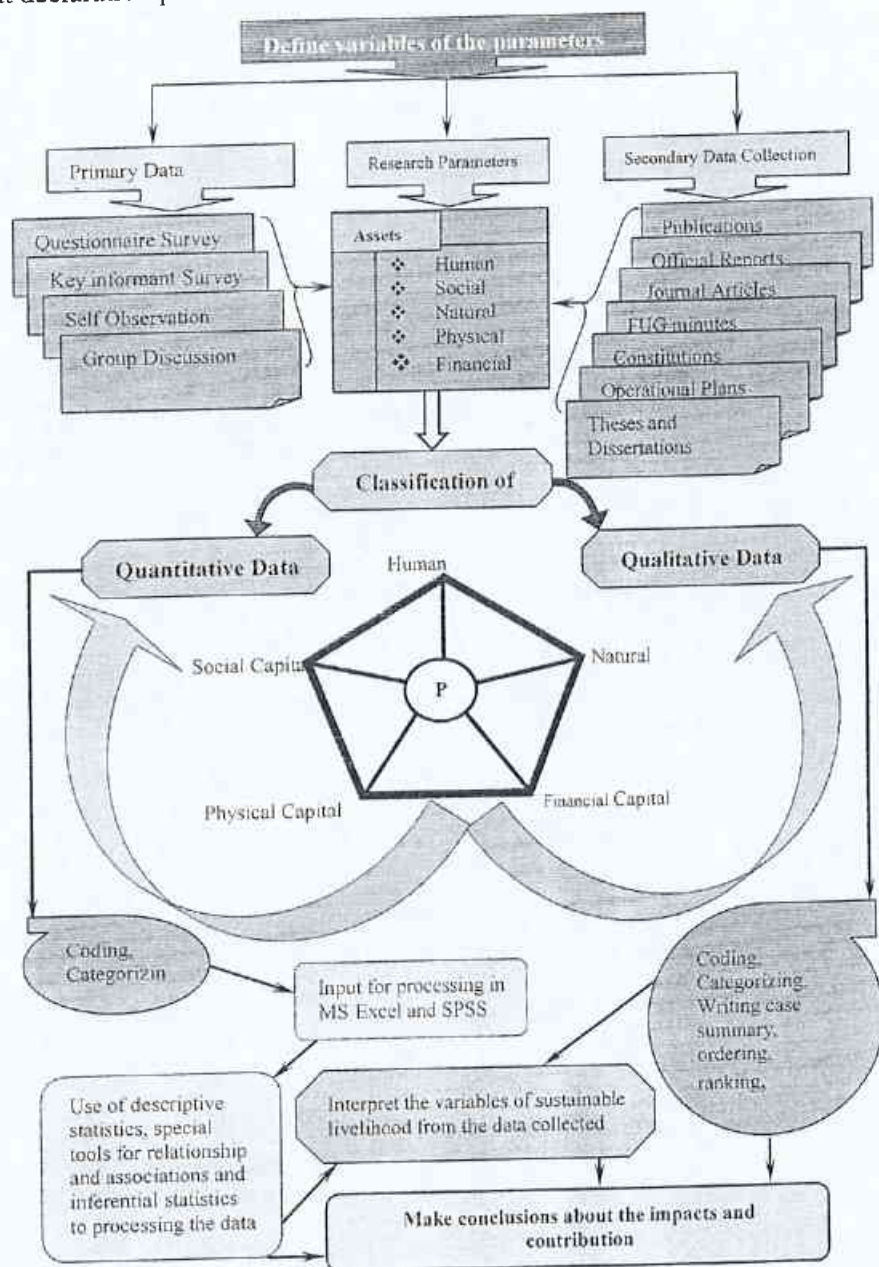 Define variables of the parameters
Primary Data
Research Parameters
Secondary Data Collection
Questionnaire Survey
Key informant Survey
Self Observation
Group Discussion
Assets
❖ Human
❖ Social
❖ Natural
❖ Physical
❖ Financial
Publications
Official Reports
Journal Articles
FUG minutes
Constitutions
Operational Plans
Theses and
Dissertations
Classification of
Quantitative Data
Qualitative Data
Human
Social Capita
Natural
P
Physical Capital
Financial Capital
Coding,
Categorizin
Input for processing in
MS Excel and SPSS
Coding,
Categorizing,
Writing case
summary,
ordering,
ranking,
Use of descriptive
statistics, special
tools for relationship
and associations and
inferential statistics
to processing the data
Interpret the variables of sustainable
livelihood from the data collected
Make conclusions about the impacts and
contribution